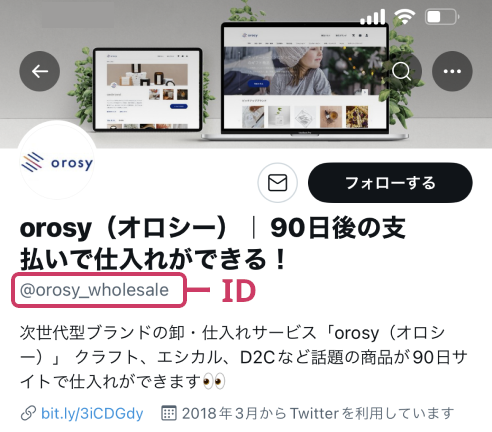 orosy
orosy（オロシー）｜90日後の支
払いで仕入れができる！
フォローする
@orosy_wholesale
ID
次世代型ブランドの卸・仕入れサービス「orosy（オロシ
ー）」 クラフト、エシカル、D2Cなど話題の商品が90日サ
イトで仕入れができます👀
bit.ly/3iCDGdy
2018年3月からTwitterを利用しています